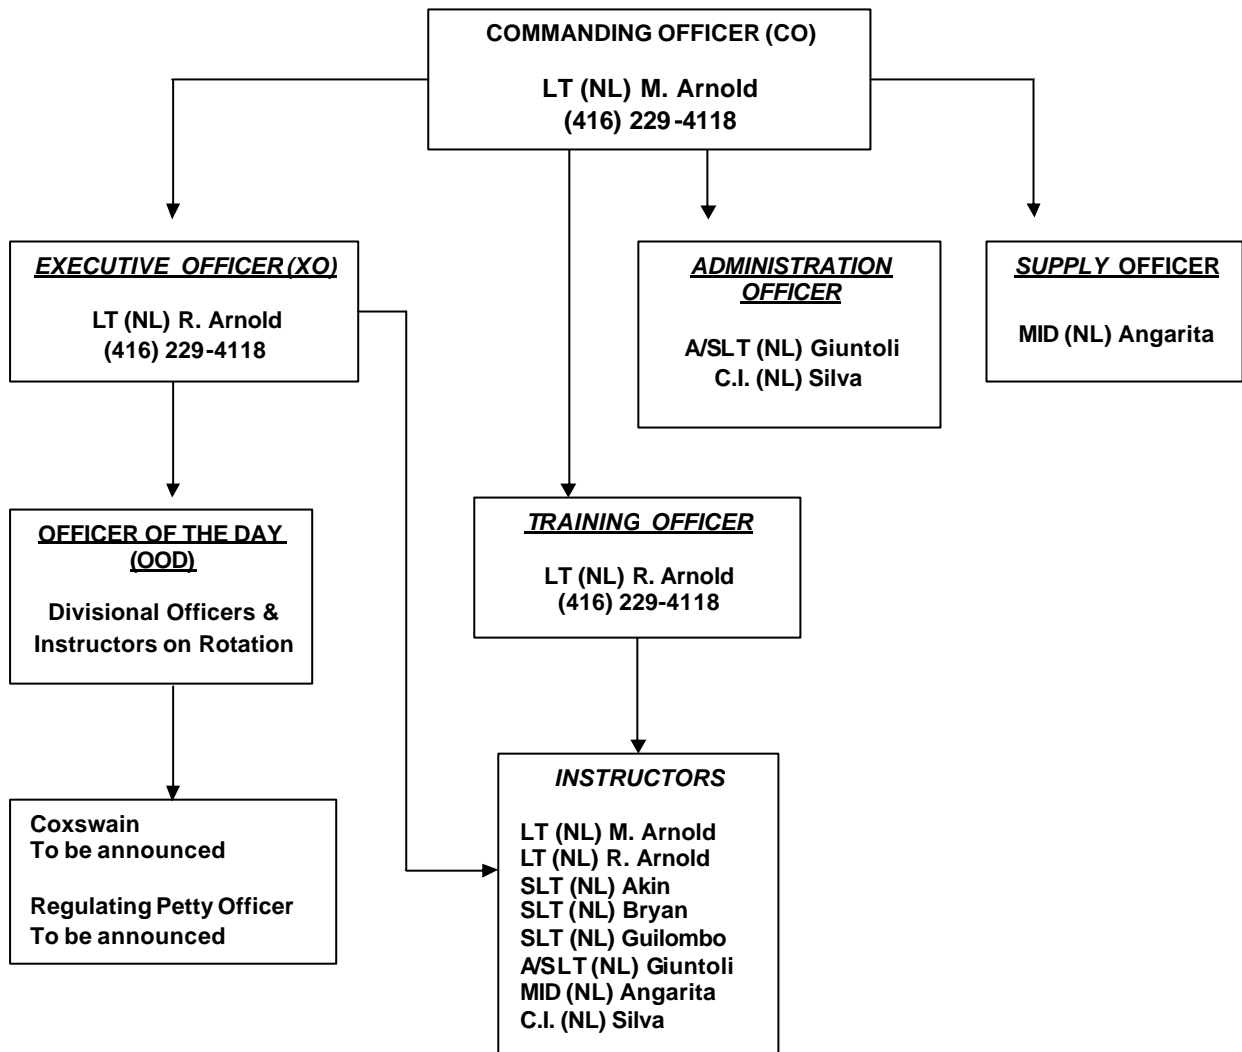 COMMANDING OFFICER (CO)
LT (NL) M. Arnold
(416) 229-4118
EXECUTIVE OFFICER (XO)
LT (NL) R. Arnold
(416) 229-4118
ADMINISTRATION
OFFICER
A/SLT (NL) Giuntoli
C.I. (NL) Silva
SUPPLY OFFICER
MID (NL) Angarita
OFFICER OF THE DAY
(OOD)
Divisional Officers &
Instructors on Rotation
TRAINING OFFICER
LT (NL) R. Arnold
(416) 229-4118
Coxswain
To be announced
Regulating Petty Officer
To be announced
INSTRUCTORS
LT (NL) M. Arnold
LT (NL) R. Arnold
SLT (NL) Akin
SLT (NL) Bryan
SLT (NL) Guilombo
A/SLT (NL) Giuntoli
MID (NL) Angarita
C.I. (NL) Silva